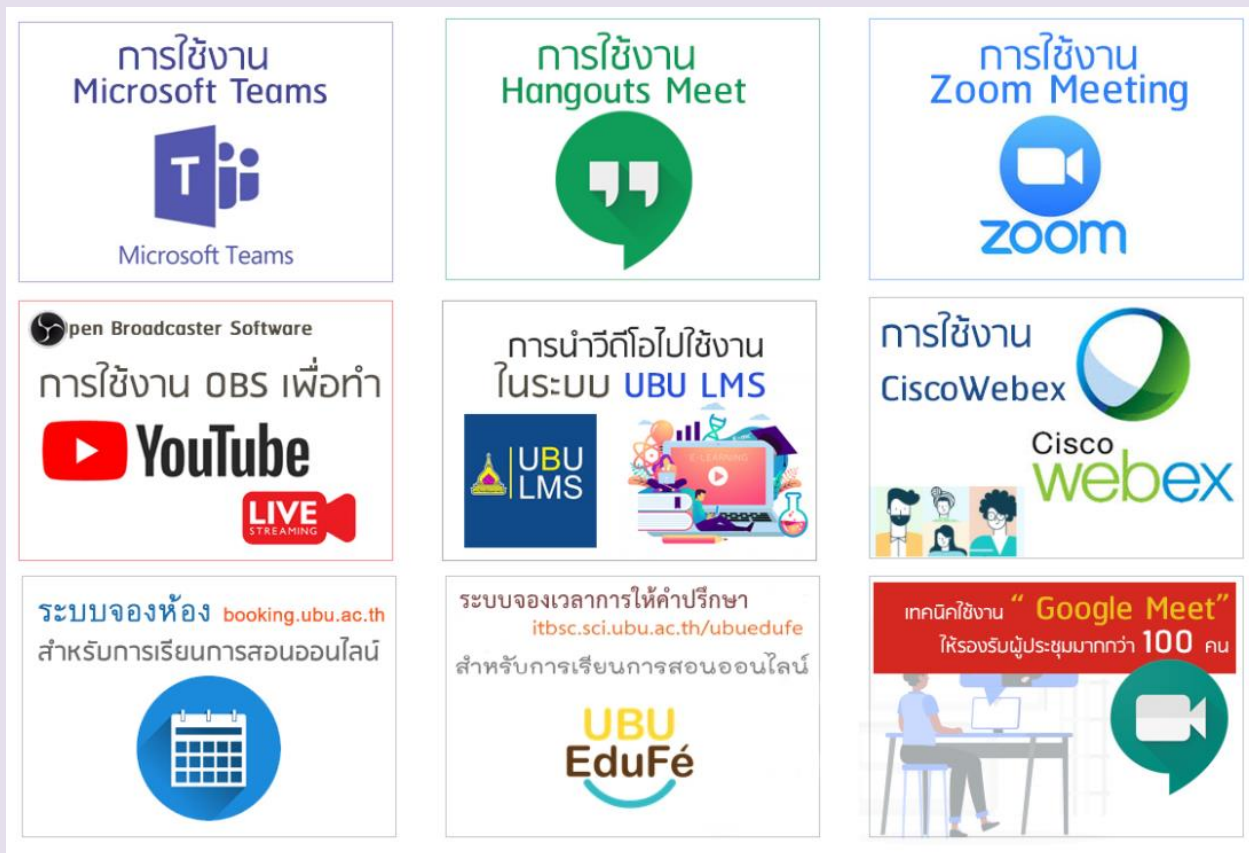 การใช้งาน
Microsoft Teams
T
Microsoft Teams
การใช้งาน
Hangouts Meet
การใช้งาน
Zoom Meeting
zoom
Open Broadcaster Software
การใช้งาน OBS เพื่อทำ
YouTube
LIVE
STREAMING
การนำวีดีโอไปใช้งาน
ในระบบ UBU LMS
UBU
LMS
E-LEARNING
การใช้งาน
CiscoWebex
Cisco
webex
ระบบจองห้อง booking.ubu.ac.th
สำหรับการเรียนการสอนออนไลน์
ระบบจองเวลาการให้คำปรึกษา
itbsc.sci.ubu.ac.th/ubuedufe
สำหรับการเรียนการสอนออนไลน์
UBU
EduFé
เทคนิคใช้งาน “ Google Meet”
ให้รองรับผู้ประชุมมากกว่า 100 คน